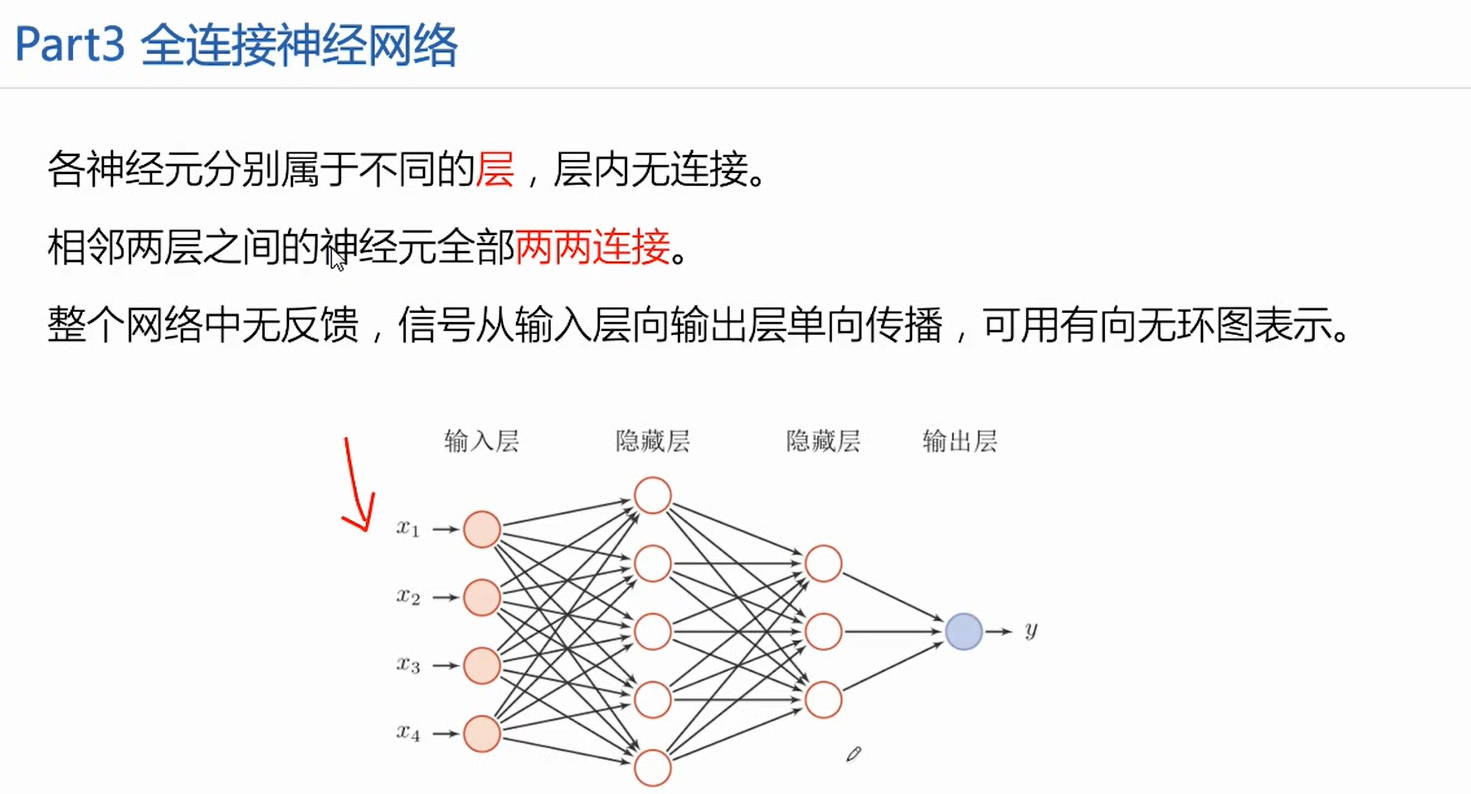 Part3 全连接神经网络
各神经元分别属于不同的层，层内无连接。
相邻两层之间的神经元全部两两连接。
整个网络中无反馈，信号从输入层向输出层单向传播，可用有向无环图表示。
输入层 隐藏层 隐藏层 输出层
x1
x2
x3
x4
y